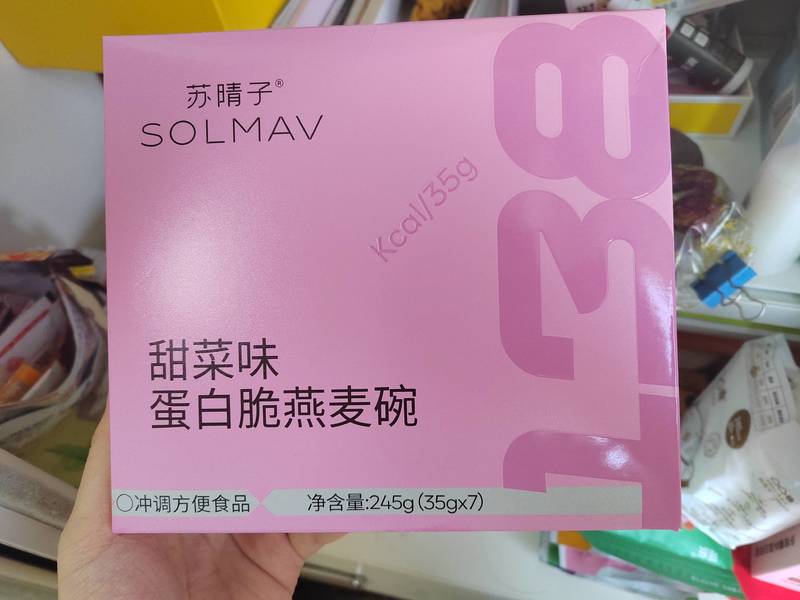 苏晴子®
SOLMAV
138
Kcal/35g
甜菜味
蛋白脆燕麦碗
〇冲调方便食品
净含量:245g(35gx7)